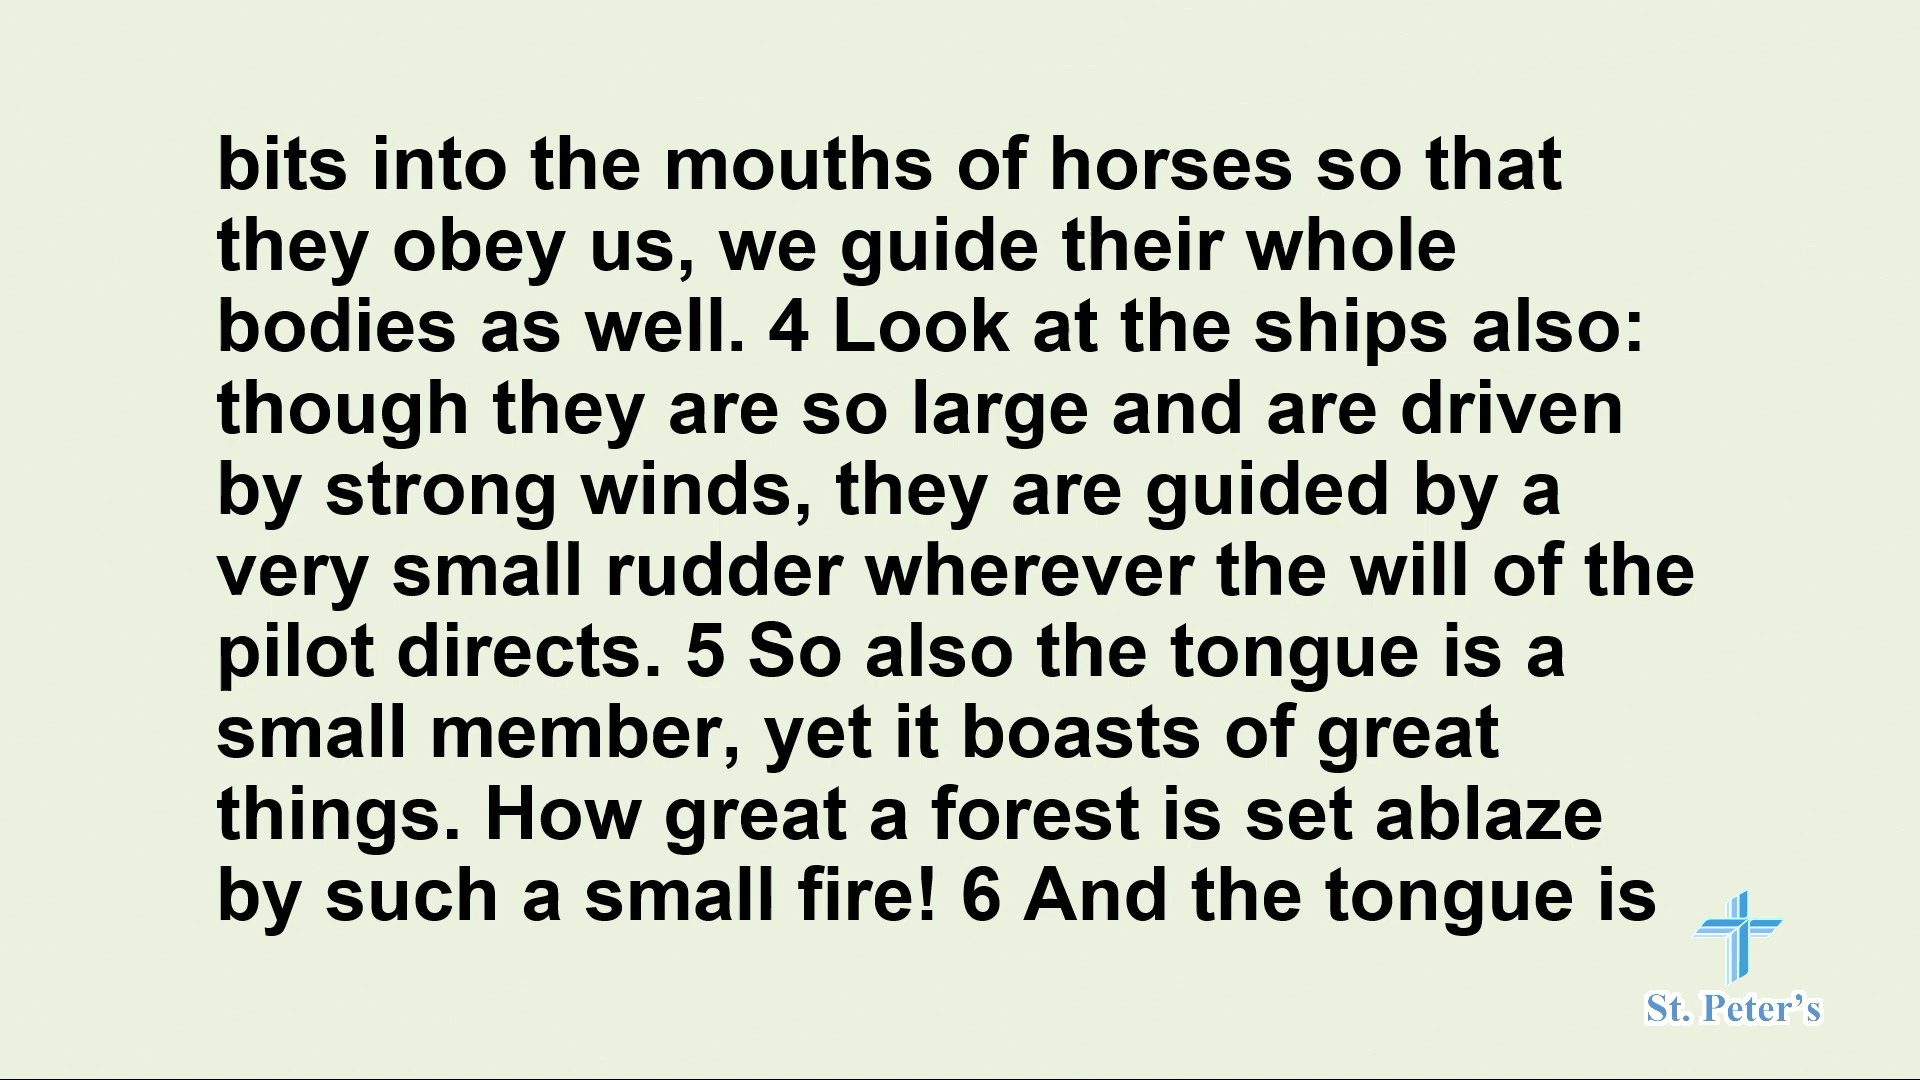 bits into the mouths of horses so that
they obey us, we guide their whole
bodies as well. 4 Look at the ships also:
though they are so large and are driven
by strong winds, they are guided by a
very small rudder wherever the will of the
pilot directs. 5 So also the tongue is a
small member, yet it boasts of great
things. How great a forest is set ablaze
by such a small fire! 6 And the tongue is
St. Peter’s